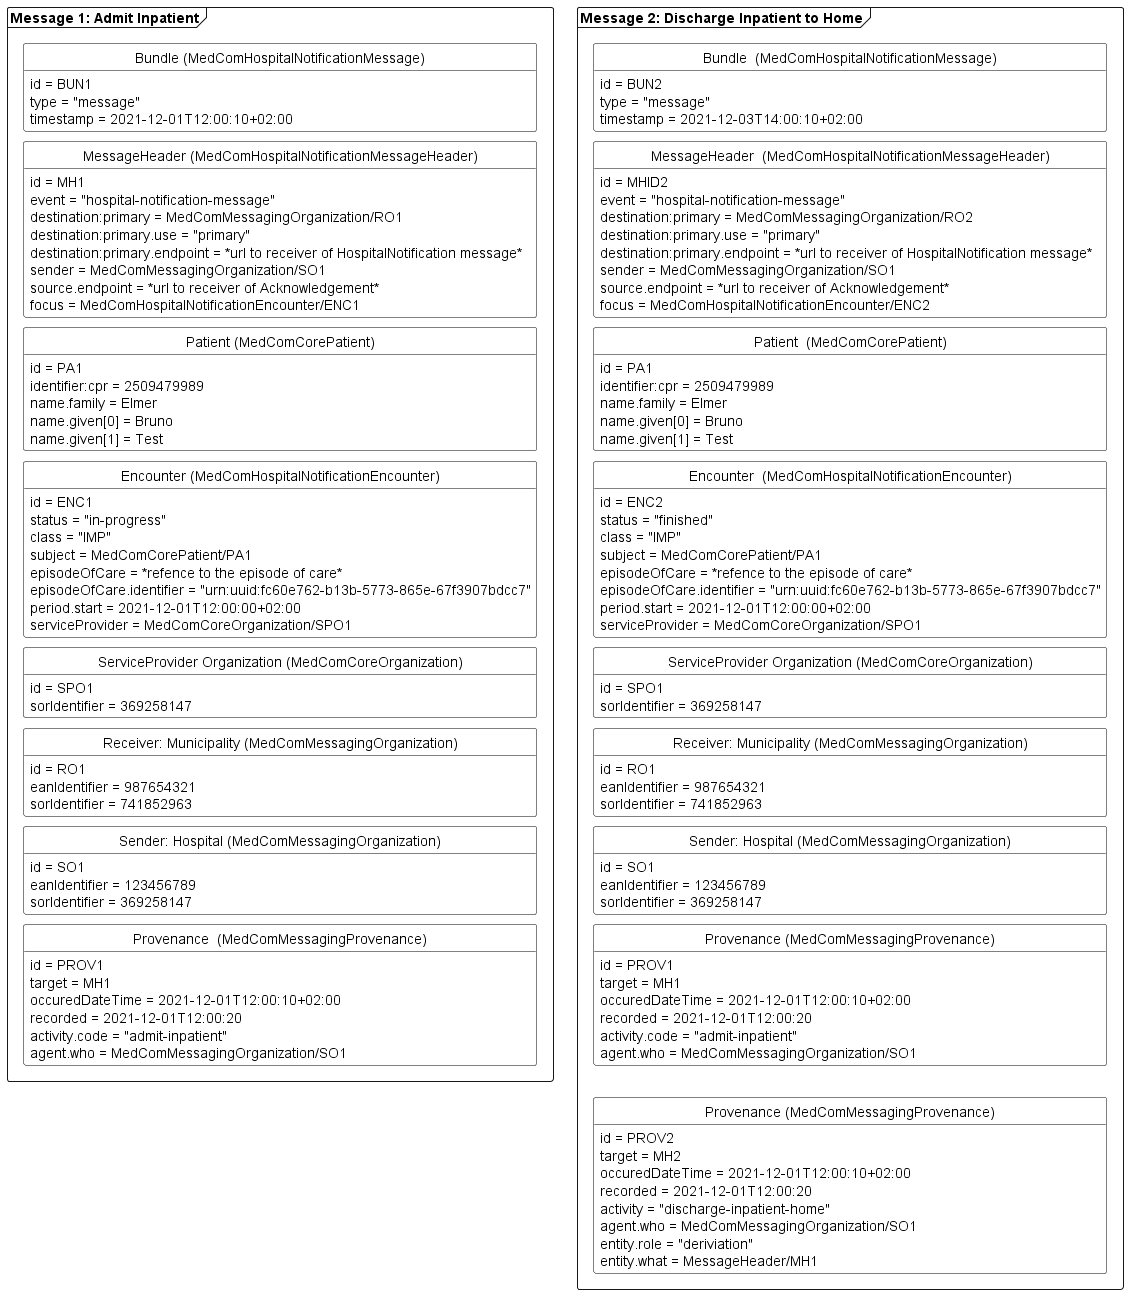 Message 1: Admit Inpatient
Bundle (MedComHospitalNotificationMessage)
id = BUN1
type = "message"
timestamp = 2021-12-01T12:00:10+02:00
MessageHeader (MedComHospitalNotificationMessageHeader)
id = MH1
event = "hospital-notification-message"
destination:primary = MedComMessagingOrganization/RO1
destination:primary.use = "primary"
destination:primary.endpoint = *url to receiver of HospitalNotification message*
sender = MedComMessagingOrganization/SO1
source.endpoint = *url to receiver of Acknowledgement*
focus = MedComHospitalNotificationEncounter/ENC1
Patient (MedComCorePatient)
id = PA1
identifier:cpr = 2509479989
name.family = Elmer
name.given[0] = Bruno
name.given[1] = Test
Encounter (MedComHospitalNotificationEncounter)
id = ENC1
status = "in-progress"
class = "IMP"
subject = MedComCorePatient/PA1
episodeOfCare = *refence to the episode of care*
episodeOfCare.identifier = "urn:uuid:fc60e762-b13b-5773-865e-67f3907bdcc7"
period.start = 2021-12-01T12:00:00+02:00
serviceProvider = MedComCoreOrganization/SPO1
ServiceProvider Organization (MedComCoreOrganization)
id = SPO1
sorIdentifier = 369258147
Receiver: Municipality (MedComMessagingOrganization)
id = RO1
eanIdentifier = 987654321
sorIdentifier = 741852963
Sender: Hospital (MedComMessagingOrganization)
id = SO1
eanIdentifier = 123456789
sorIdentifier = 369258147
Provenance (MedComMessagingProvenance)
id = PROV1
target = MH1
occuredDateTime = 2021-12-01T12:00:10+02:00
recorded = 2021-12-01T12:00:20
activity.code = "admit-inpatient"
agent.who = MedComMessagingOrganization/SO1
Message 2: Discharge Inpatient to Home
Bundle (MedComHospitalNotificationMessage)
id = BUN2
type = "message"
timestamp = 2021-12-03T14:00:10+02:00
MessageHeader (MedComHospitalNotificationMessageHeader)
id = MHID2
event = "hospital-notification-message"
destination:primary = MedComMessagingOrganization/RO2
destination:primary.use = "primary"
destination:primary.endpoint = *url to receiver of HospitalNotification message*
sender = MedComMessagingOrganization/SO1
source.endpoint = *url to receiver of Acknowledgement*
focus = MedComHospitalNotificationEncounter/ENC2
Patient (MedComCorePatient)
id = PA1
identifier:cpr = 2509479989
name.family = Elmer
name.given[0] = Bruno
name.given[1] = Test
Encounter (MedComHospitalNotificationEncounter)
id = ENC2
status = "finished"
class = "IMP"
subject = MedComCorePatient/PA1
episodeOfCare = *refence to the episode of care*
episodeOfCare.identifier = "urn:uuid:fc60e762-b13b-5773-865e-67f3907bdcc7"
period.start = 2021-12-01T12:00:00+02:00
serviceProvider = MedComCoreOrganization/SPO1
ServiceProvider Organization (MedComCoreOrganization)
id = SPO1
sorIdentifier = 369258147
Receiver: Municipality (MedComMessagingOrganization)
id = RO1
eanIdentifier = 987654321
sorIdentifier = 741852963
Sender: Hospital (MedComMessagingOrganization)
id = SO1
eanIdentifier = 123456789
sorIdentifier = 369258147
Provenance (MedComMessagingProvenance)
id = PROV1
target = MH1
occuredDateTime = 2021-12-01T12:00:10+02:00
recorded = 2021-12-01T12:00:20
activity.code = "admit-inpatient"
agent.who = MedComMessagingOrganization/SO1
Provenance (MedComMessagingProvenance)
id = PROV2
target = MH2
occuredDateTime = 2021-12-01T12:00:10+02:00
recorded = 2021-12-01T12:00:20
activity = "discharge-inpatient-home"
agent.who = MedComMessagingOrganization/SO1
entity.role = "deriviation"
entity.what = MessageHeader/MH1